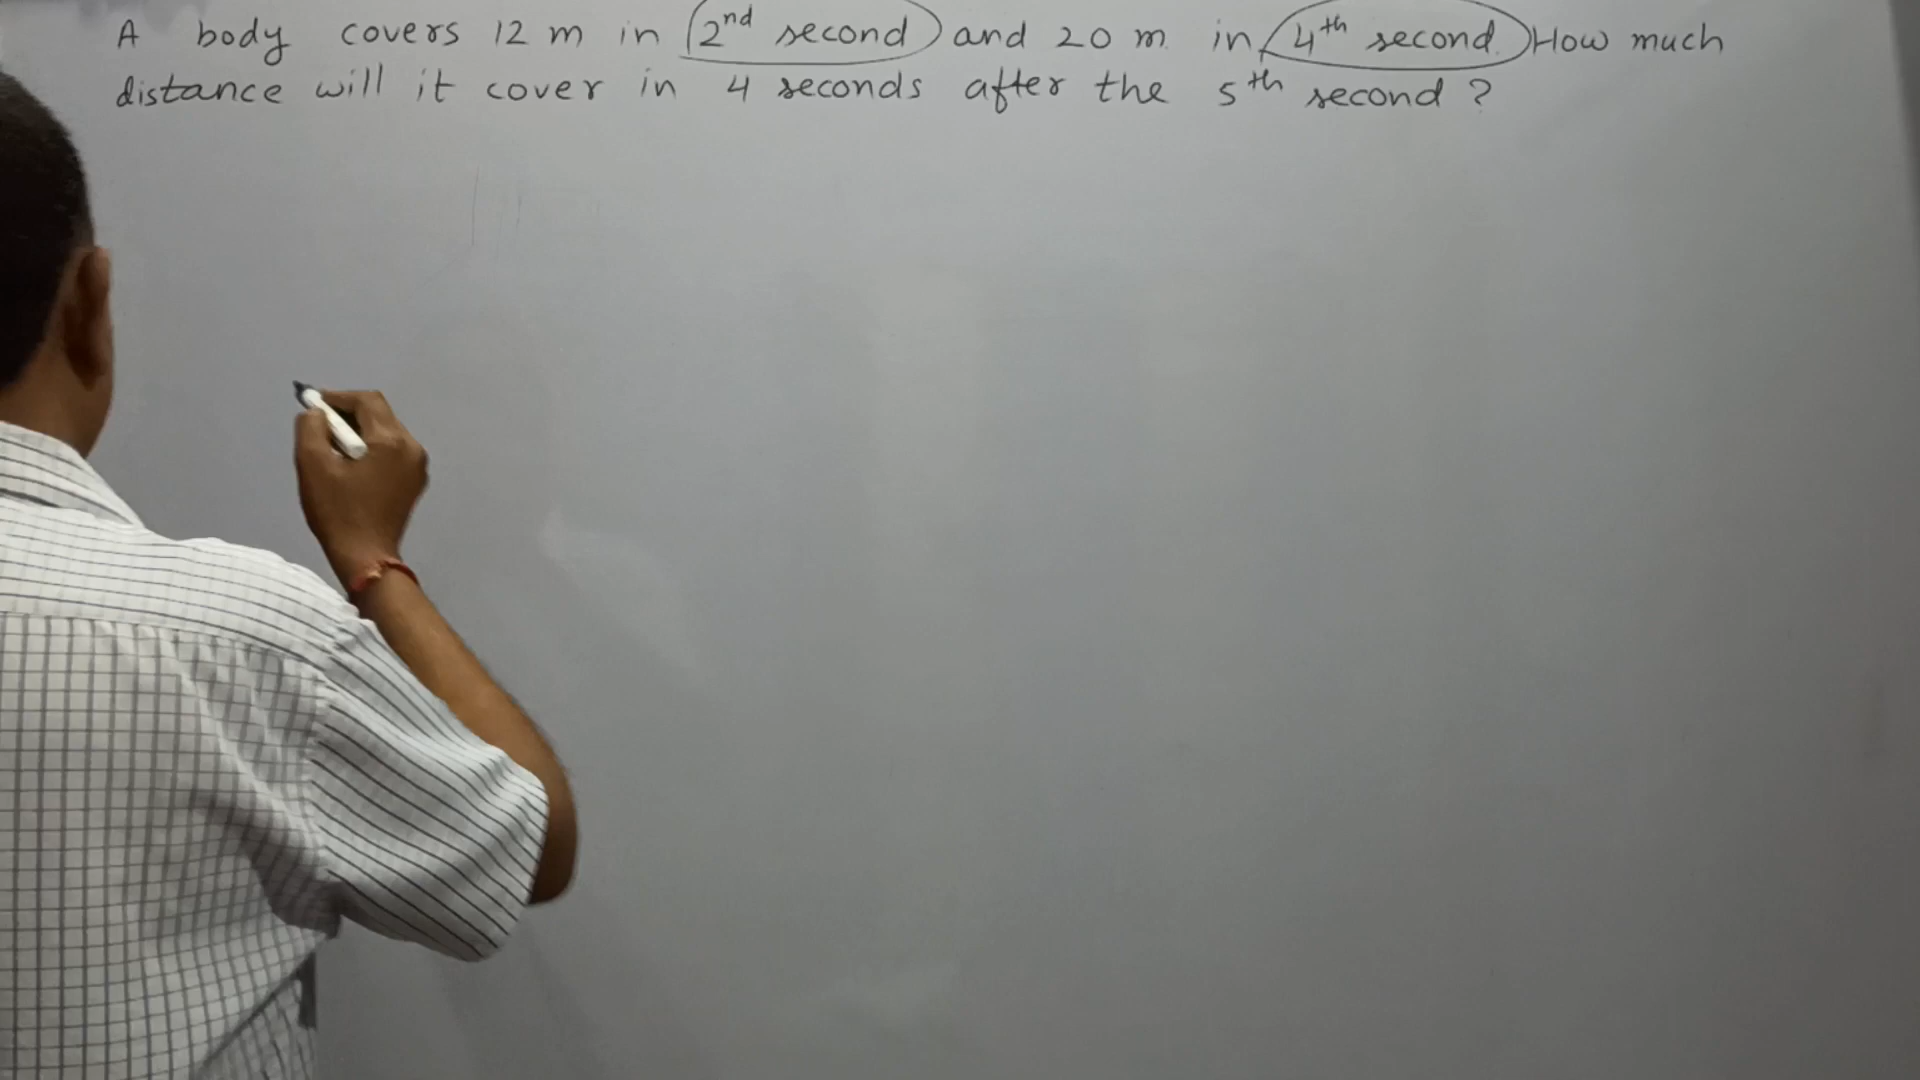 A body covers 12 m in 2nd second and 20 m in 4th second. How much
distance will it cover in 4 seconds after the 5th second ?